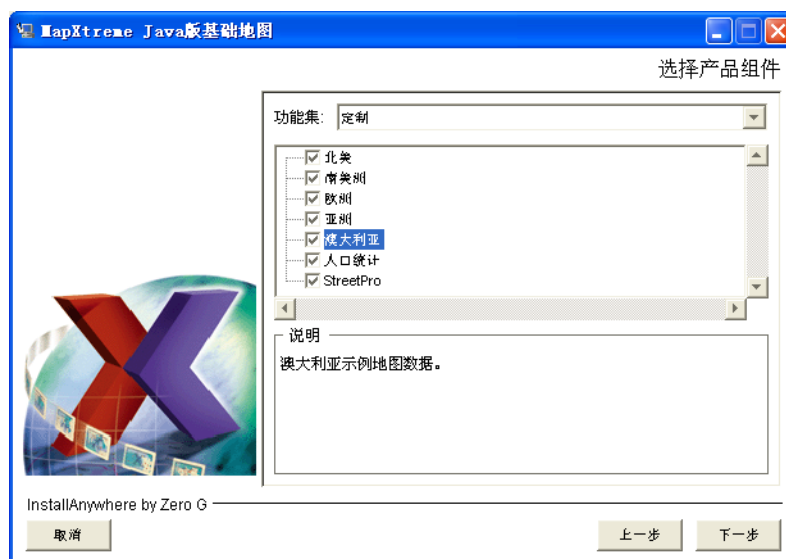 MapXtreme Java版基础地图
选择产品组件
功能集: 定制
北美
南美洲
欧洲
亚洲
澳大利亚
人口统计
StreetPro
说明
澳大利亚示例地图数据。
InstallAnywhere by Zero G
取消 上一步 下一步